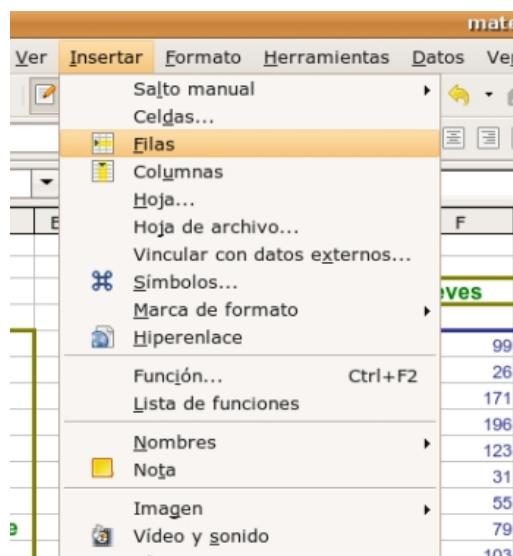 mate
Ver Insertar Formato Herramientas Datos
Salto manual
Celdas...
Filas
Columnas
Hoja...
F
Hoja de archivo...
Vincular con datos externos...
Símbolos...
eves
Marca de formato
Hiperenlace
99
Función... Ctrl+F2
26
Lista de funciones
171
196
Nombres
123
Nota
31
Imagen
55
Vídeo y sonido
79
103